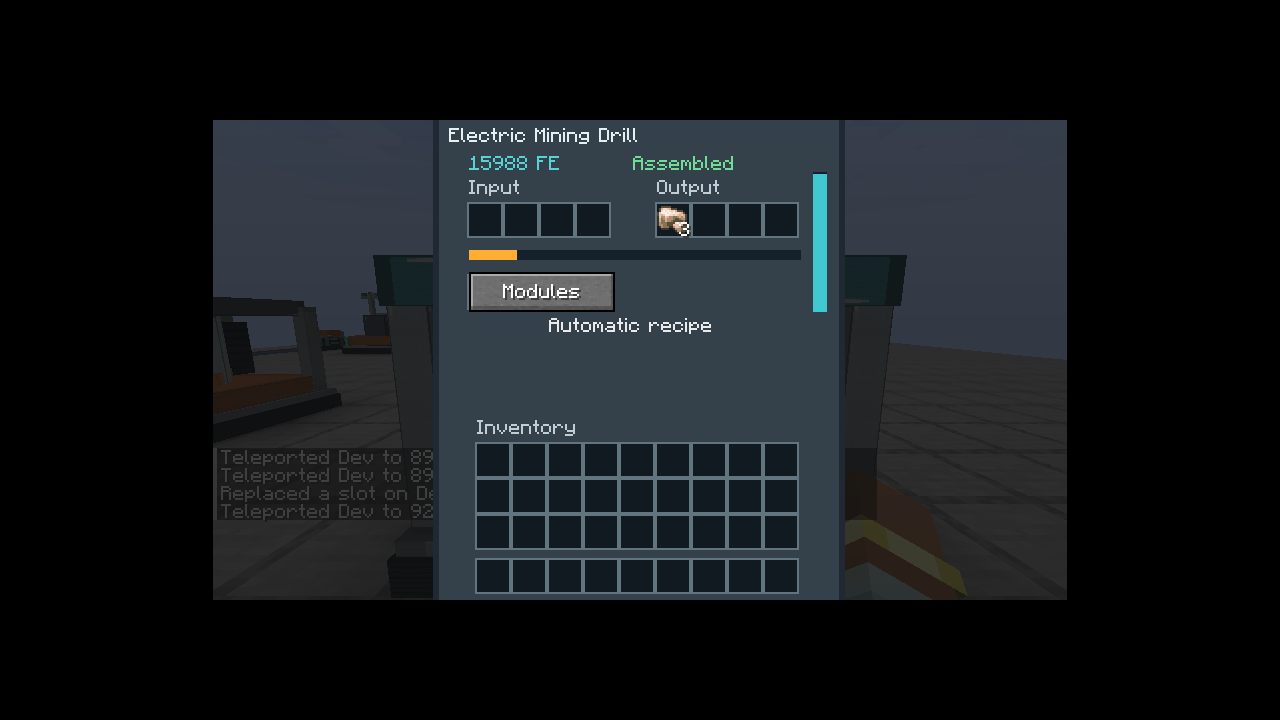 Electric Mining Drill
15988 FE
Assembled
Input
Output
3
Modules
Automatic recipe
Inventory
Teleported Dev to 89
Teleported Dev to 89
Replaced a slot on De
Teleported Dev to 92